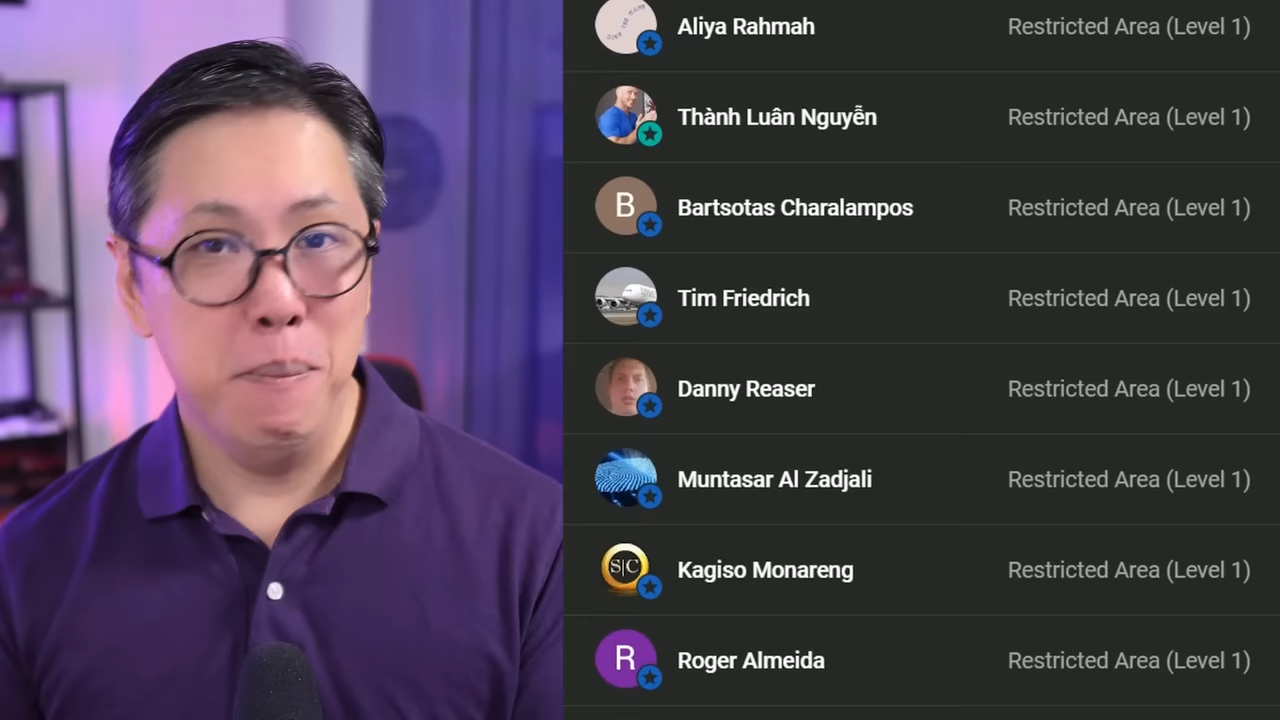 Aliya Rahmah Restricted Area (Level 1)
Thành Luân Nguyễn Restricted Area (Level 1)
B Bartsotas Charalampos Restricted Area (Level 1)
Tim Friedrich Restricted Area (Level 1)
Danny Reaser Restricted Area (Level 1)
Muntasar Al Zadjali Restricted Area (Level 1)
S|C Kagiso Monareng Restricted Area (Level 1)
R Roger Almeida Restricted Area (Level 1)